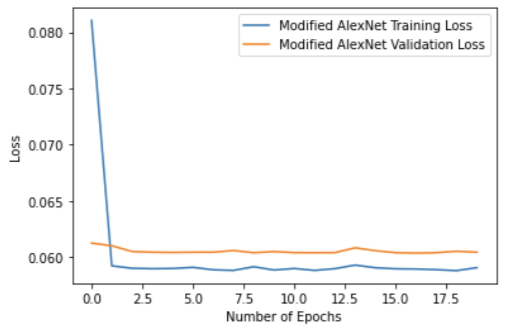 Modified AlexNet Training Loss
Modified AlexNet Validation Loss
0.080
0.075
0.070
0.065
0.060
Loss
0.0 2.5 5.0 7.5 10.0 12.5 15.0 17.5
Number of Epochs